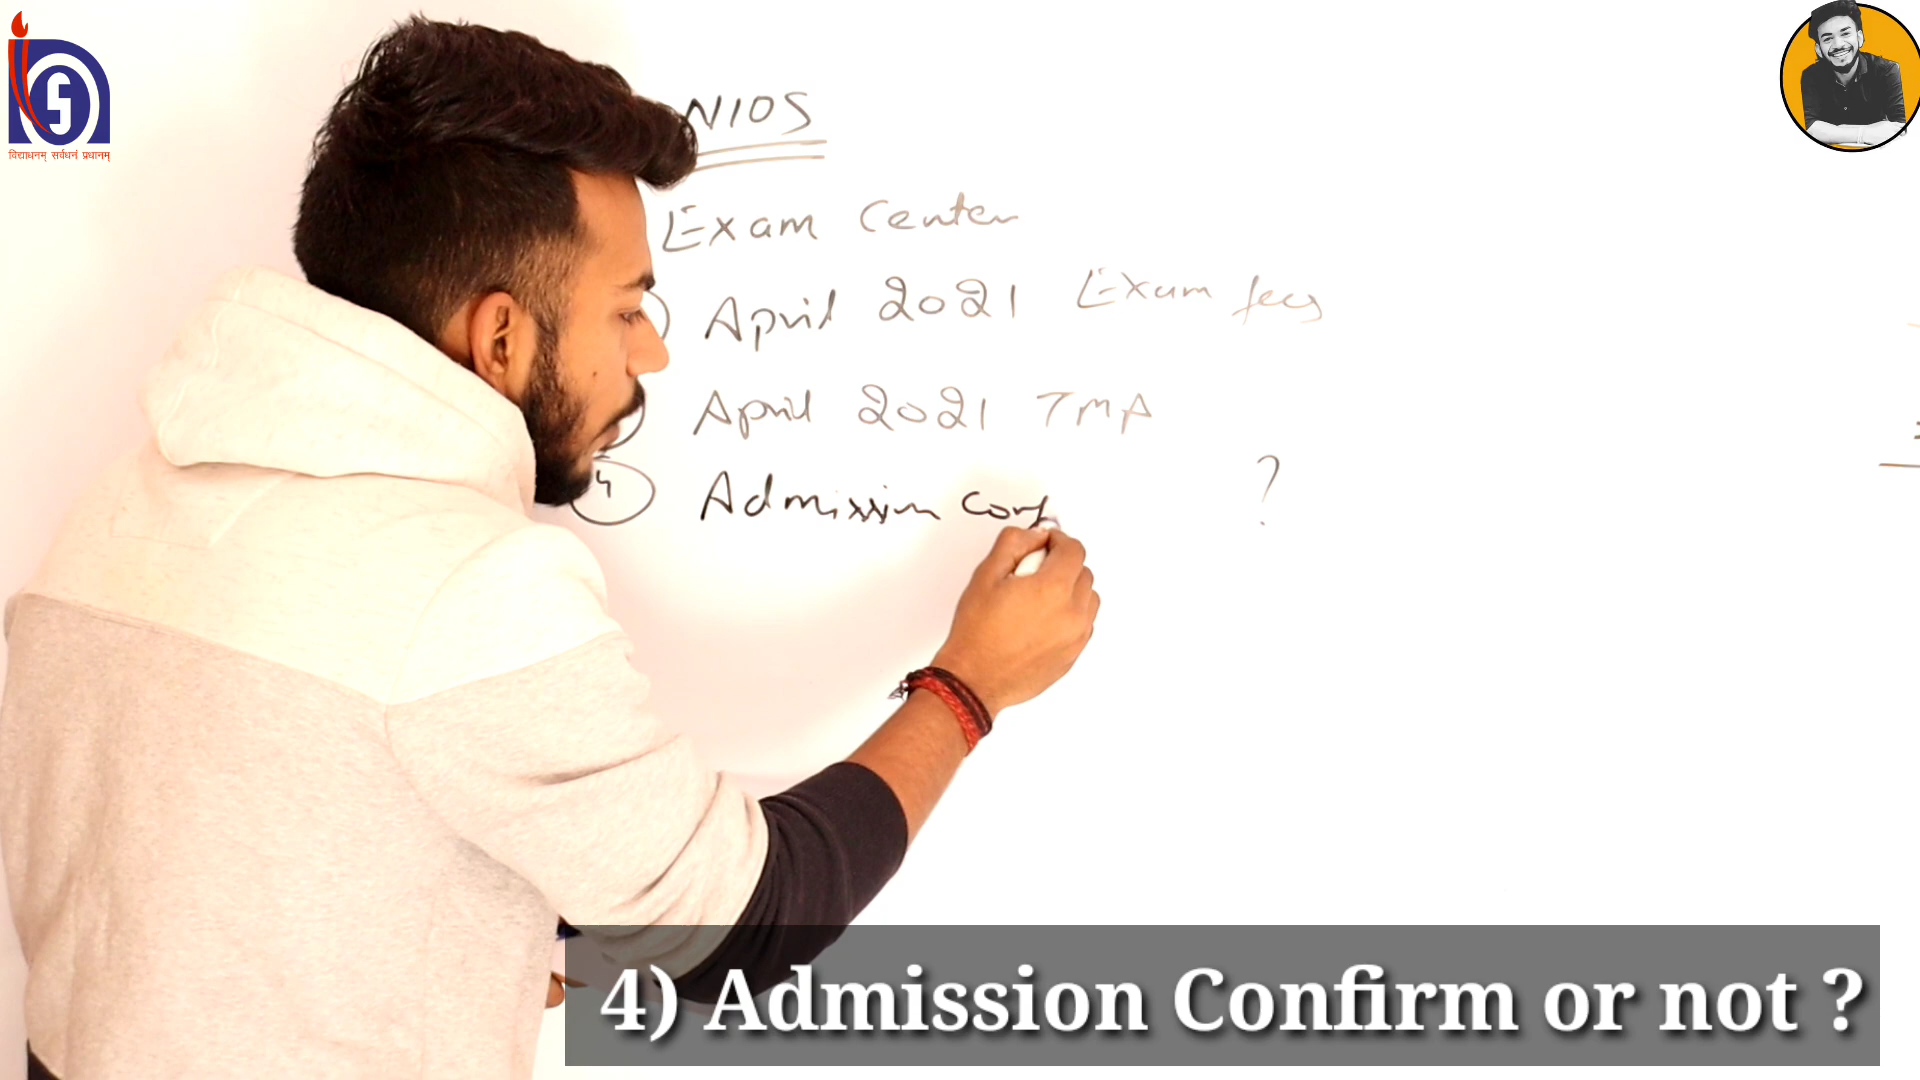 विद्याधनम् सर्वधनं प्रधानम्
NIOS
Exam Center
April 2021 Exam fees
April 2021 TMA
4 Admission Conf ?
4) Admission Confirm or not ?